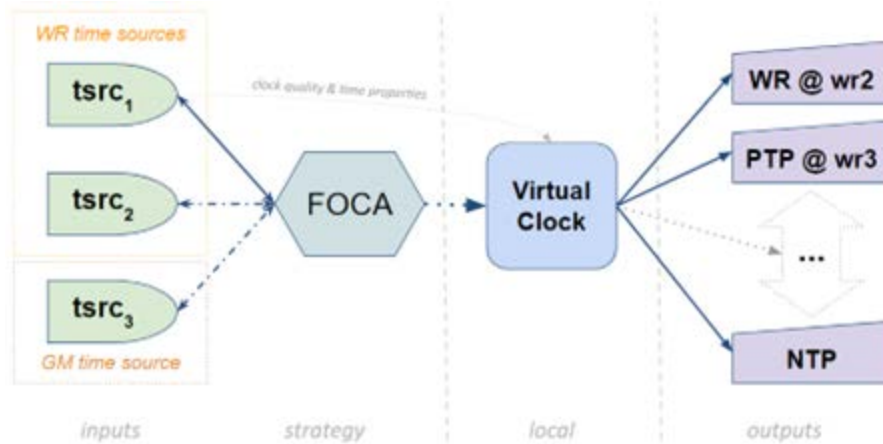 WR time sources
tsrc1
clock quality & time properties
tsrc2
tsrc3
GM time source
FOCA
Virtual
Clock
WR @ wr2
PTP @ wr3
...
NTP
inputs
strategy
local
outputs